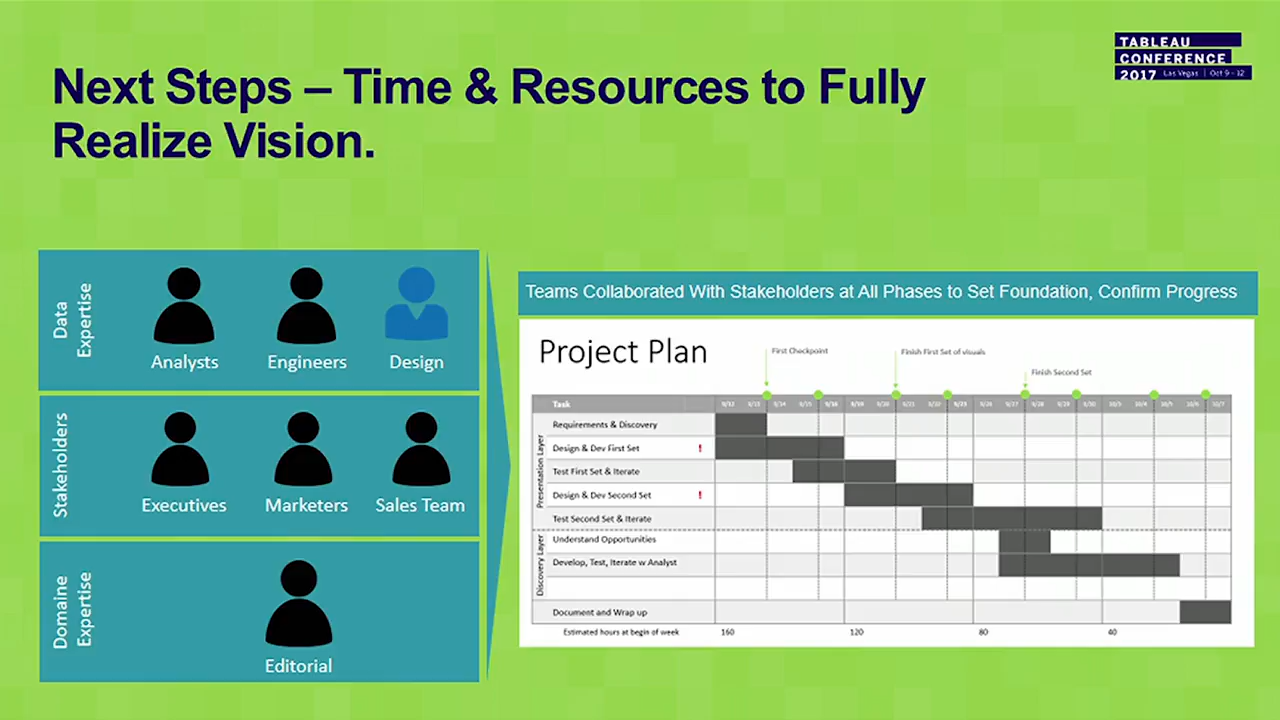 TABLEAU
CONFERENCE
2017 Las Vegas | Oct 9 - 12
Next Steps – Time & Resources to Fully
Realize Vision.
Data
Expertise
Analysts
Engineers
Design
Stakeholders
Executives
Marketers
Sales Team
Domaine
Expertise
Editorial
Teams Collaborated With Stakeholders at All Phases to Set Foundation, Confirm Progress
Project Plan
First Checkpoint
Finish First Set of visuals
Finish Second Set
Task
Presentation Layer
Requirements & Discovery
Design & Dev First Set !
Test First Set & Iterate
Design & Dev Second Set !
Test Second Set & Iterate
Discovery Layer
Understand Opportunities
Develop, Test, Iterate w Analyst
Document and Wrap up
Estimated hours at begin of week 160 120 80 40